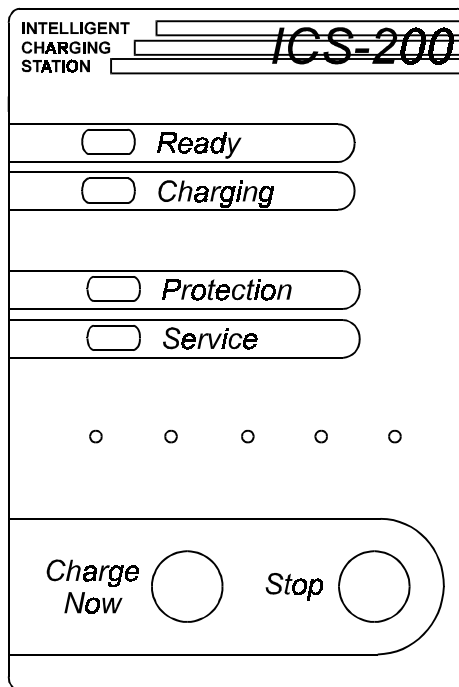 INTELLIGENT
CHARGING
STATION
ICS-200
Ready
Charging
Protection
Service
Charge
Now
Stop